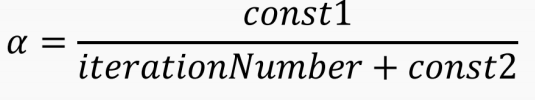 α = const1 / iterationNumber + const2